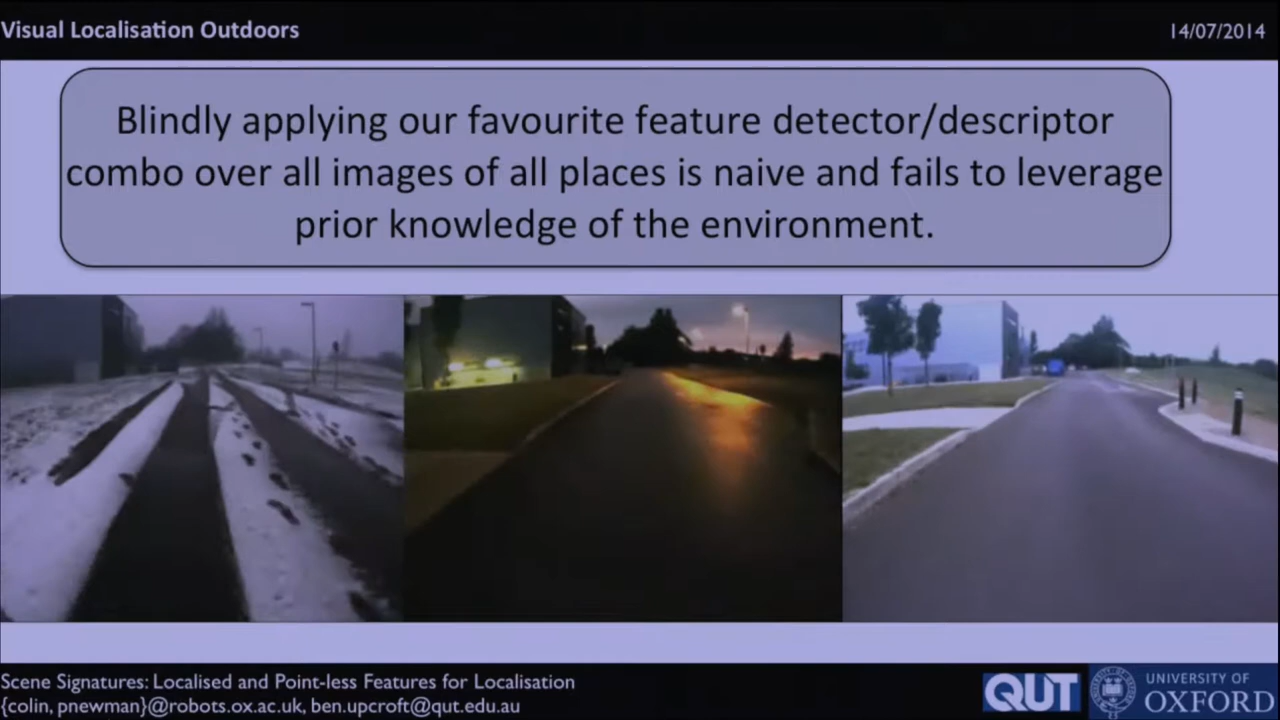 Visual Localisation Outdoors
14/07/2014
Blindly applying our favourite feature detector/descriptor
combo over all images of all places is naive and fails to leverage
prior knowledge of the environment.
Scene Signatures: Localised and Point-less Features for Localisation
{colin, pnewman}@robots.ox.ac.uk, ben.upcroft@qut.edu.au
QUT
UNIVERSITY OF
OXFORD